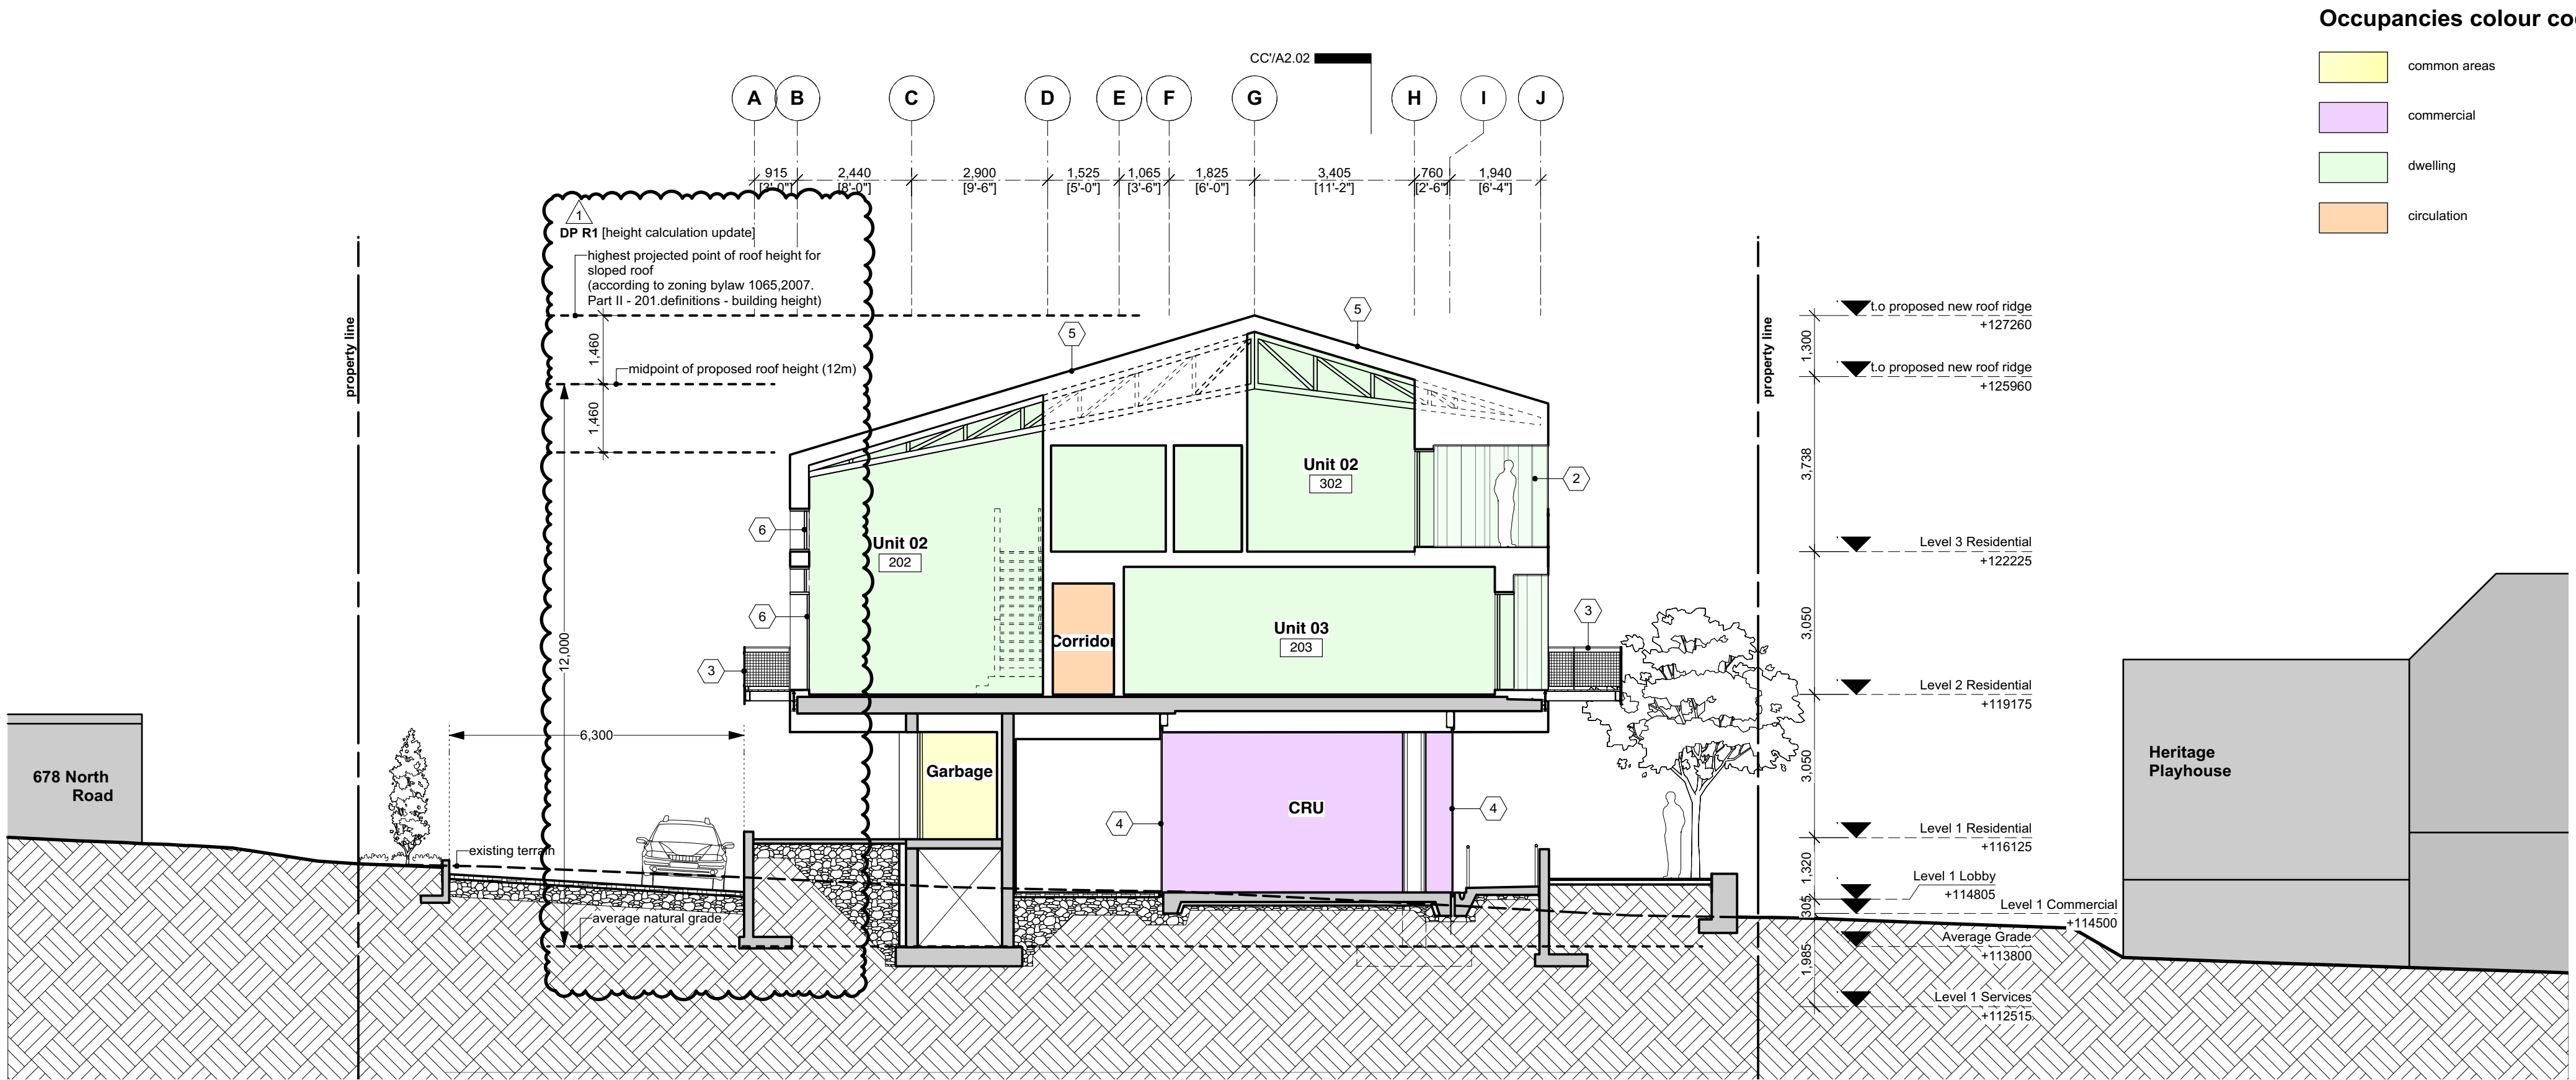 Occupancies colour co
common areas
commercial
dwelling
circulation
CC'/A2.02
A B C D E F G H I J
915 2,440 2,900 1,525 1,065 1,825 3,405 760 1,940
[3'-0"] [8'-0"] [9'-6"] [5'-0"] [3'-6"] [6'-0"] [11'-2"] [2'-6"] [6'-4"]
1
DP R1 [height calculation update]
highest projected point of roof height for
sloped roof
(according to zoning bylaw 1065,2007.
Part II - 201.definitions - building height)
1,460
midpoint of proposed roof height (12m)
1,460
12,000
property line
5
5
Unit 02
302
2
6
Unit 02
202
6
3
Corridor
Unit 03
203
3
6,300
678 North
Road
Garbage
CRU
4
4
existing terrain
average natural grade
property line
t.o proposed new roof ridge
+127260
1,300
t.o proposed new roof ridge
+125960
3,738
Level 3 Residential
+122225
3,050
Level 2 Residential
+119175
3,050
Level 1 Residential
+116125
1,320
Level 1 Lobby
+114805
305
Level 1 Commercial
+114500
Average Grade
+113800
1,985
Level 1 Services
+112515
Heritage
Playhouse